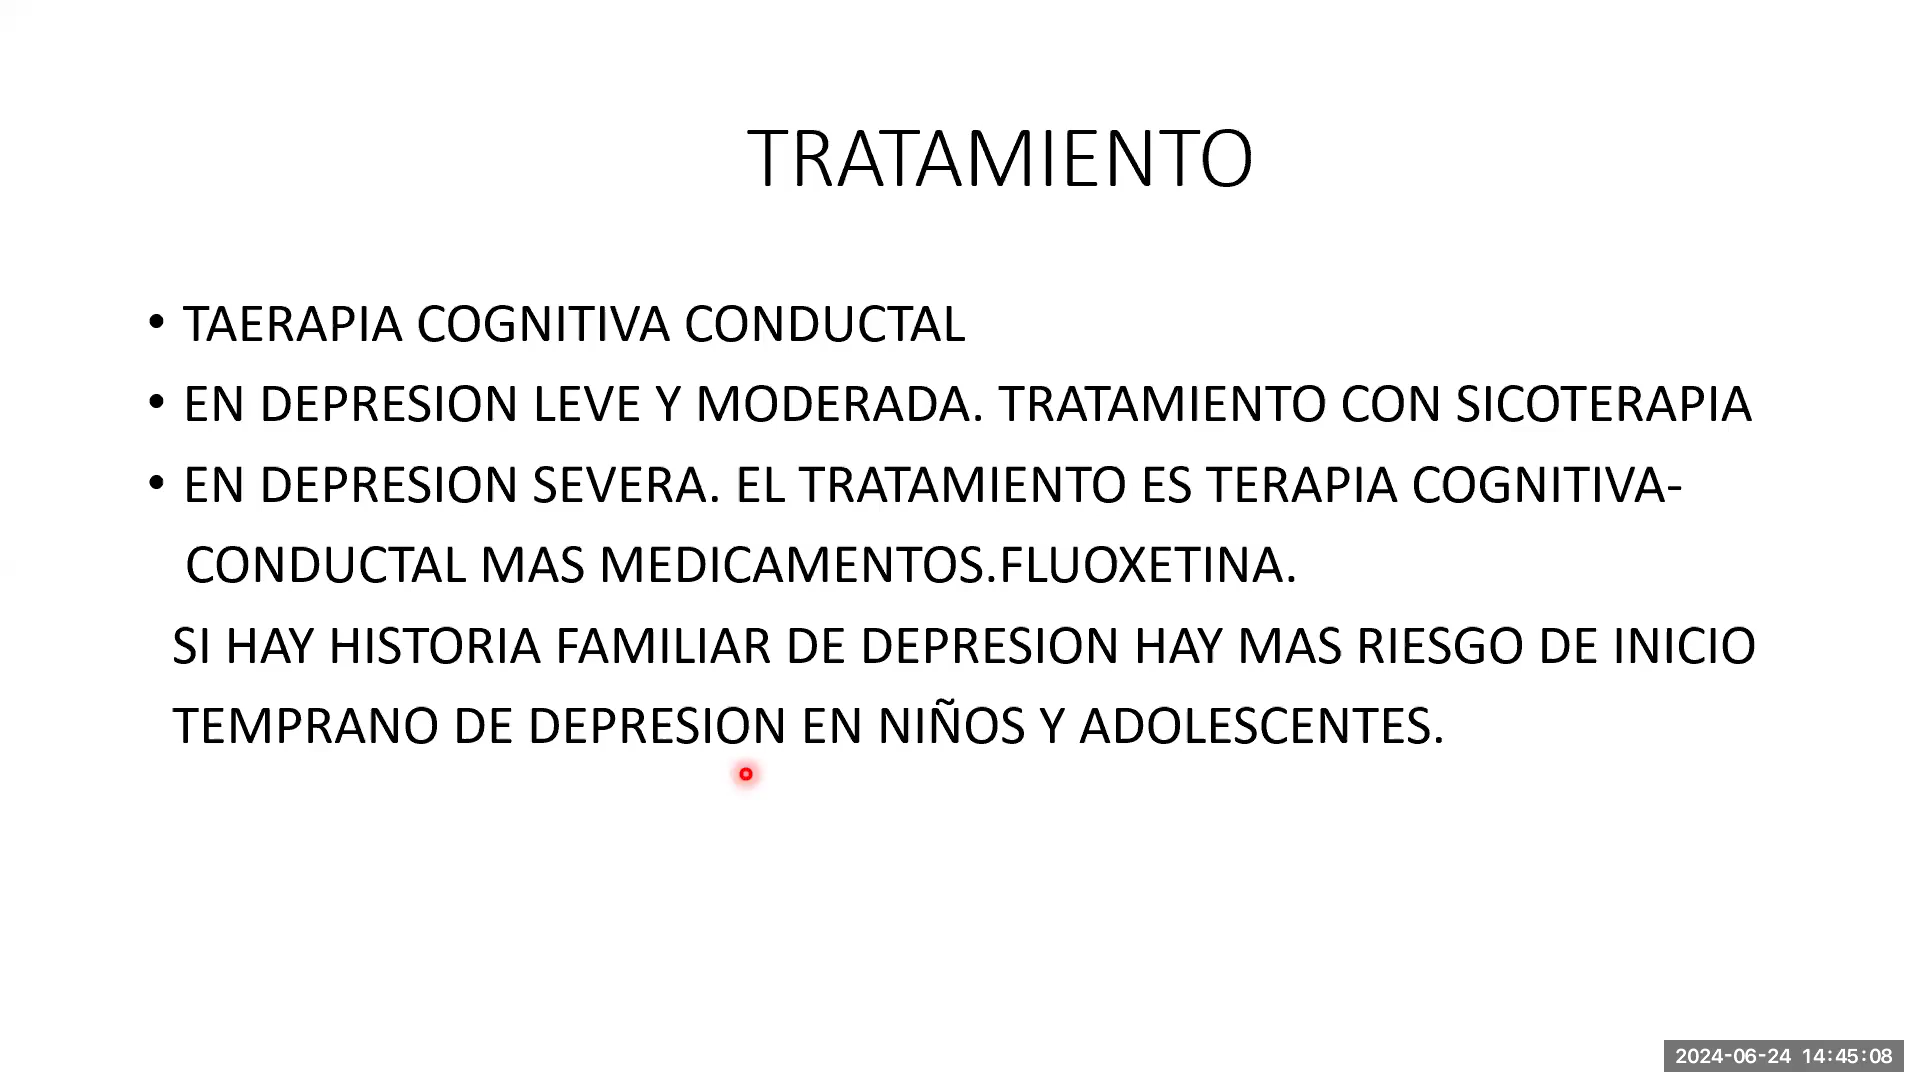 TRATAMIENTO
• TAERAPIA COGNITIVA CONDUCTAL
• EN DEPRESION LEVE Y MODERADA. TRATAMIENTO CON SICOTERAPIA
• EN DEPRESION SEVERA. EL TRATAMIENTO ES TERAPIA COGNITIVA-
CONDUCTAL MAS MEDICAMENTOS.FLUOXETINA.
SI HAY HISTORIA FAMILIAR DE DEPRESION HAY MAS RIESGO DE INICIO
TEMPRANO DE DEPRESION EN NIÑOS Y ADOLESCENTES.
2024-06-24 14:45:08